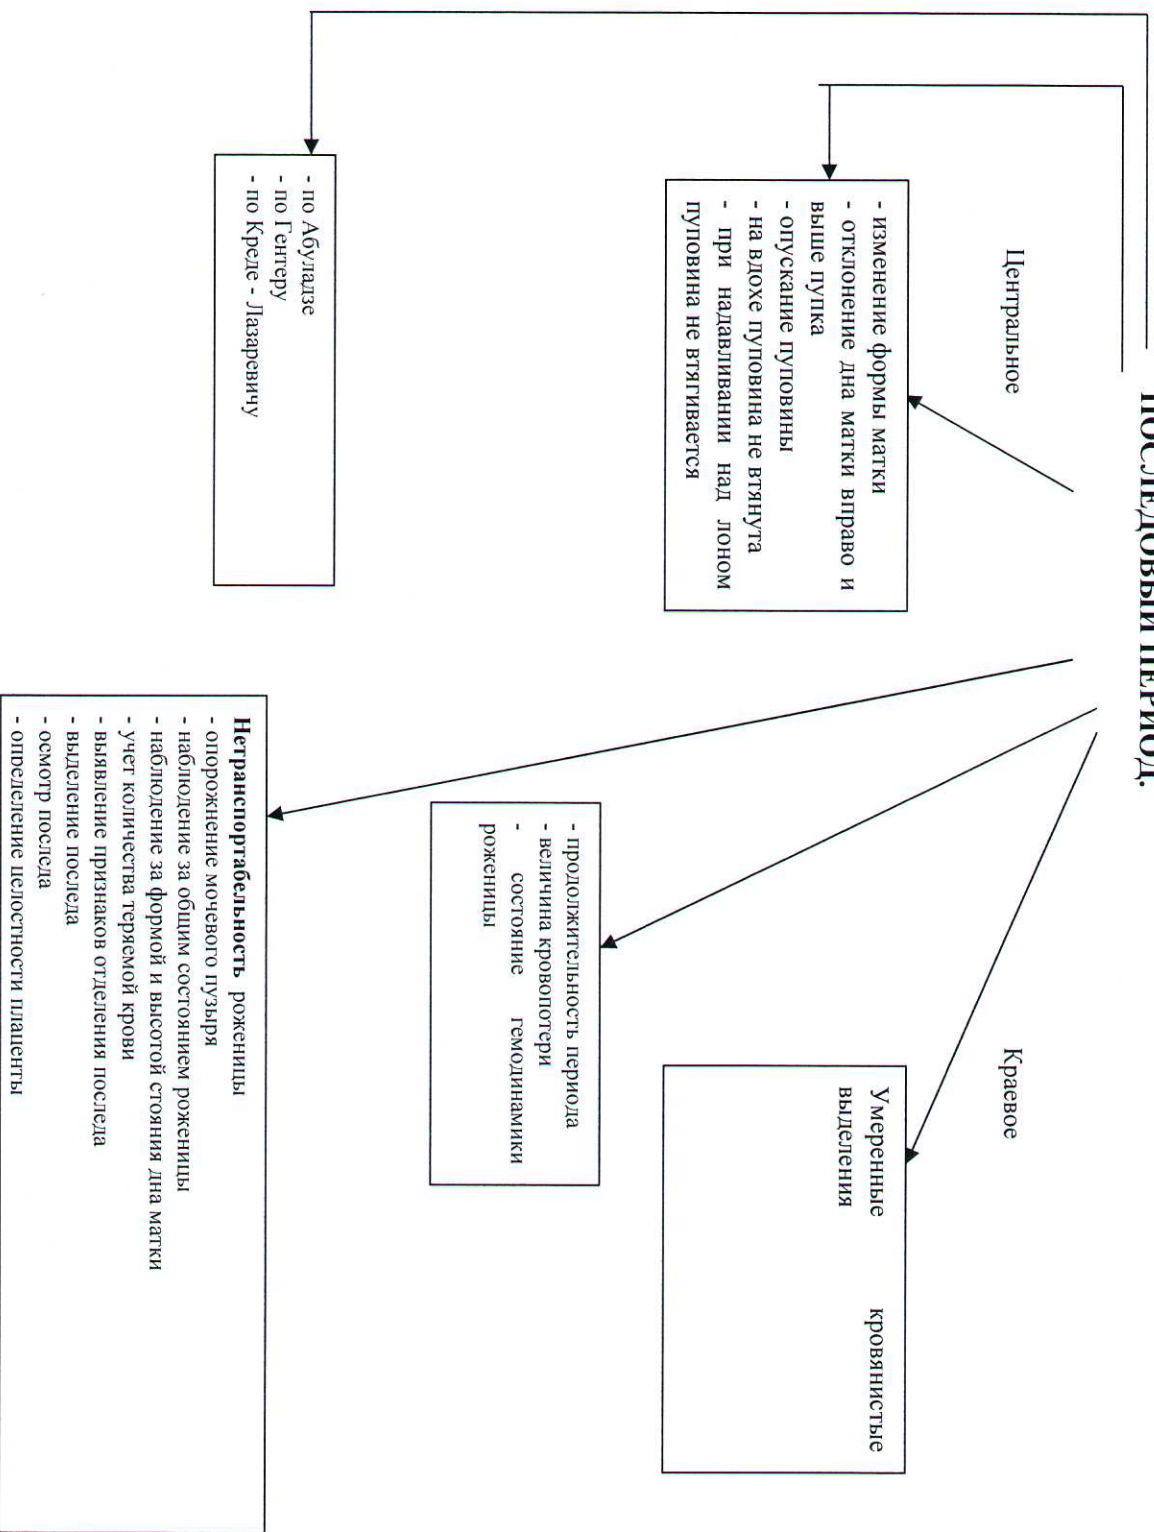 ПОСЛЕДОВЫЙ ПЕРИОД.
Центральное
Краевое
- изменение формы матки
- отклонение дна матки вправо и
выше пупка
- опускание пуповины
- на вдохе пуповина не втянута
- при надавливании над лоном
пуповина не втягивается
Умеренные кровянистые
выделения
- продолжительность периода
- величина кровопотери
- состояние гемодинамики
роженицы
- по Абуладзе
- по Гентеру
- по Креде - Лазаревичу
Нетранспортабельность роженицы
- опорожнение мочевого пузыря
- наблюдение за общим состоянием роженицы
- наблюдение за формой и высотой стояния дна матки
- учет количества теряемой крови
- выявление признаков отделения последа
- выделение последа
- осмотр последа
- определение целостности плаценты